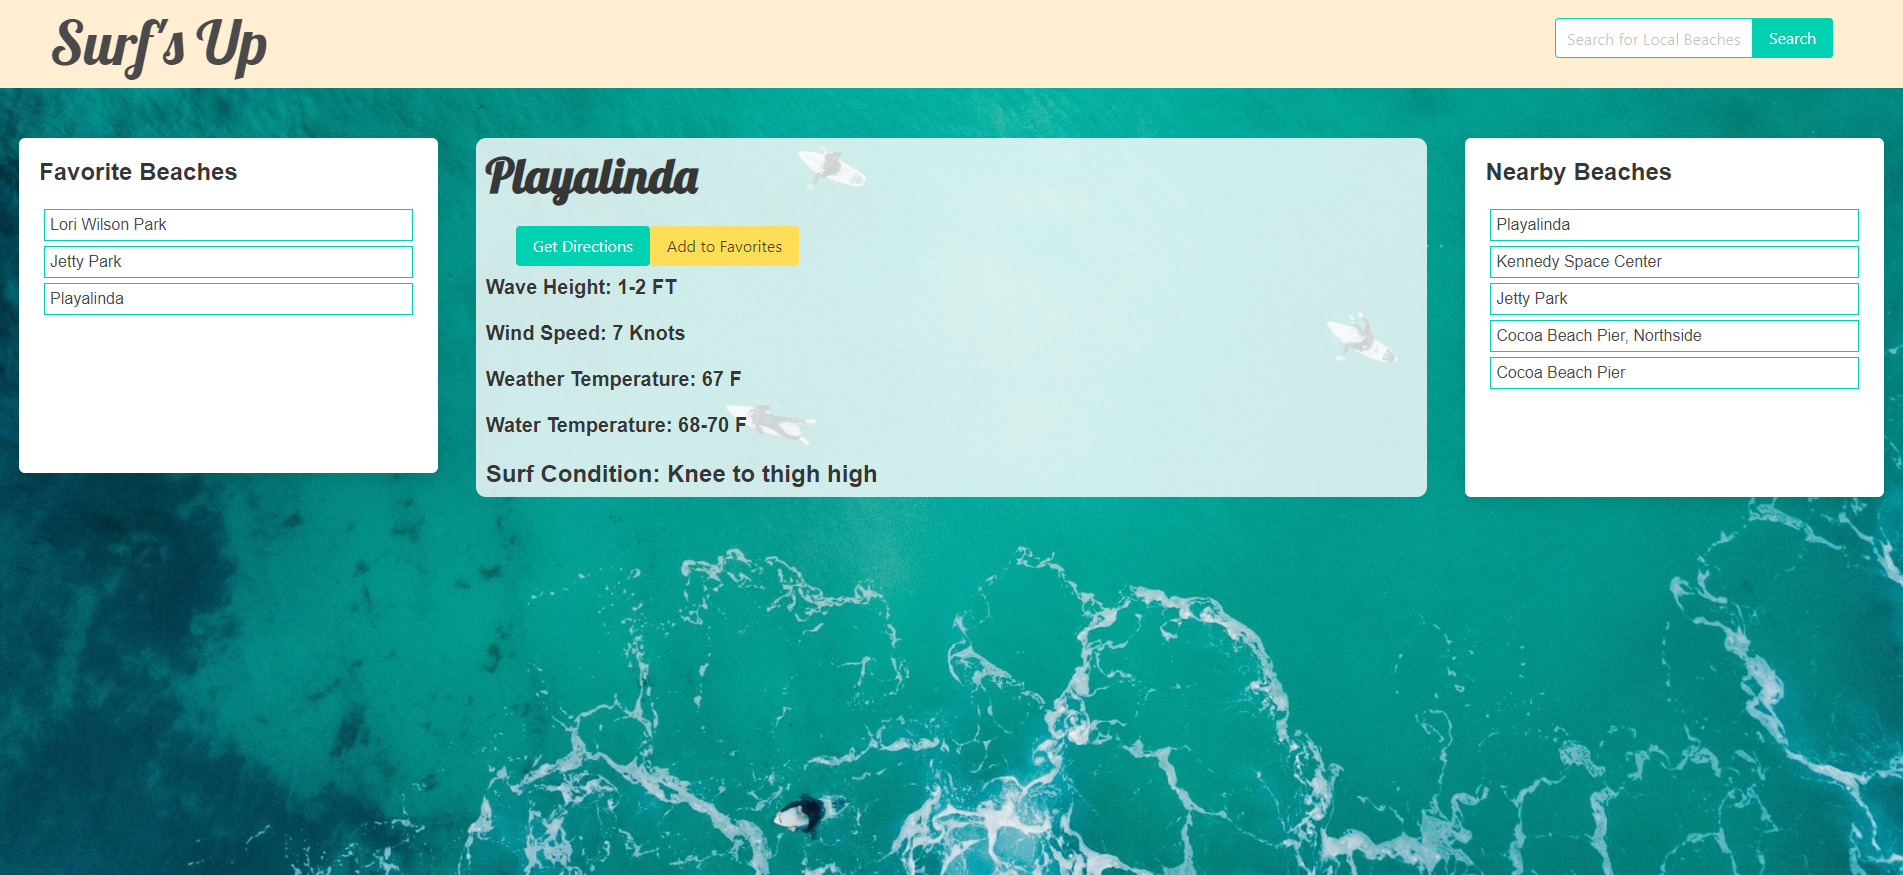 Surf's Up
Search for Local Beaches
Search
Favorite Beaches
Lori Wilson Park
Jetty Park
Playalinda
Playalinda
Get Directions
Add to Favorites
Wave Height: 1-2 FT
Wind Speed: 7 Knots
Weather Temperature: 67 F
Water Temperature: 68-70 F
Surf Condition: Knee to thigh high
Nearby Beaches
Playalinda
Kennedy Space Center
Jetty Park
Cocoa Beach Pier, Northside
Cocoa Beach Pier